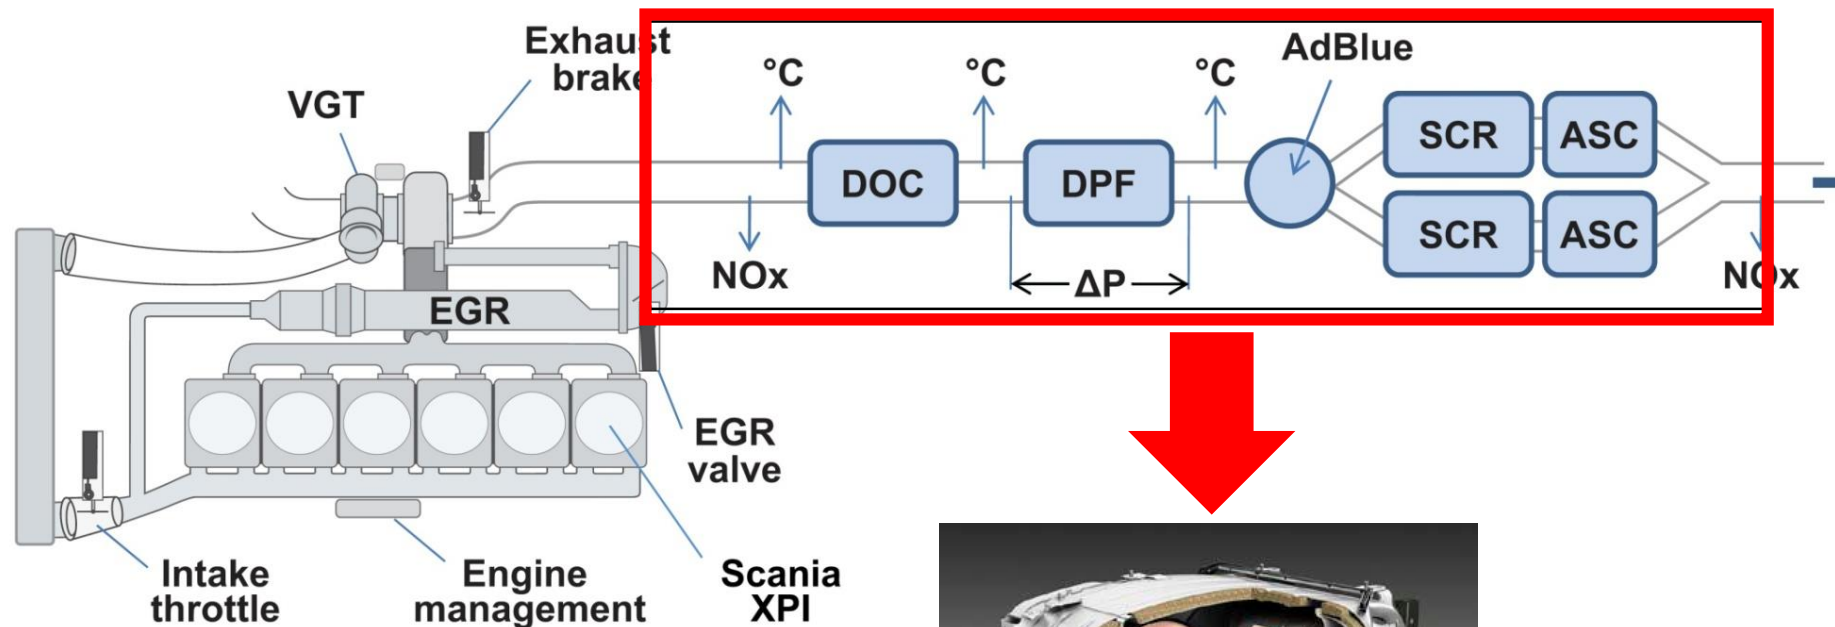 Exhaust
brake
VGT
°C
°C
°C
AdBlue
DOC
DPF
SCR
ASC
SCR
ASC
NOx
ΔP
NOx
EGR
EGR
valve
Intake
throttle
Engine
management
Scania
XPI